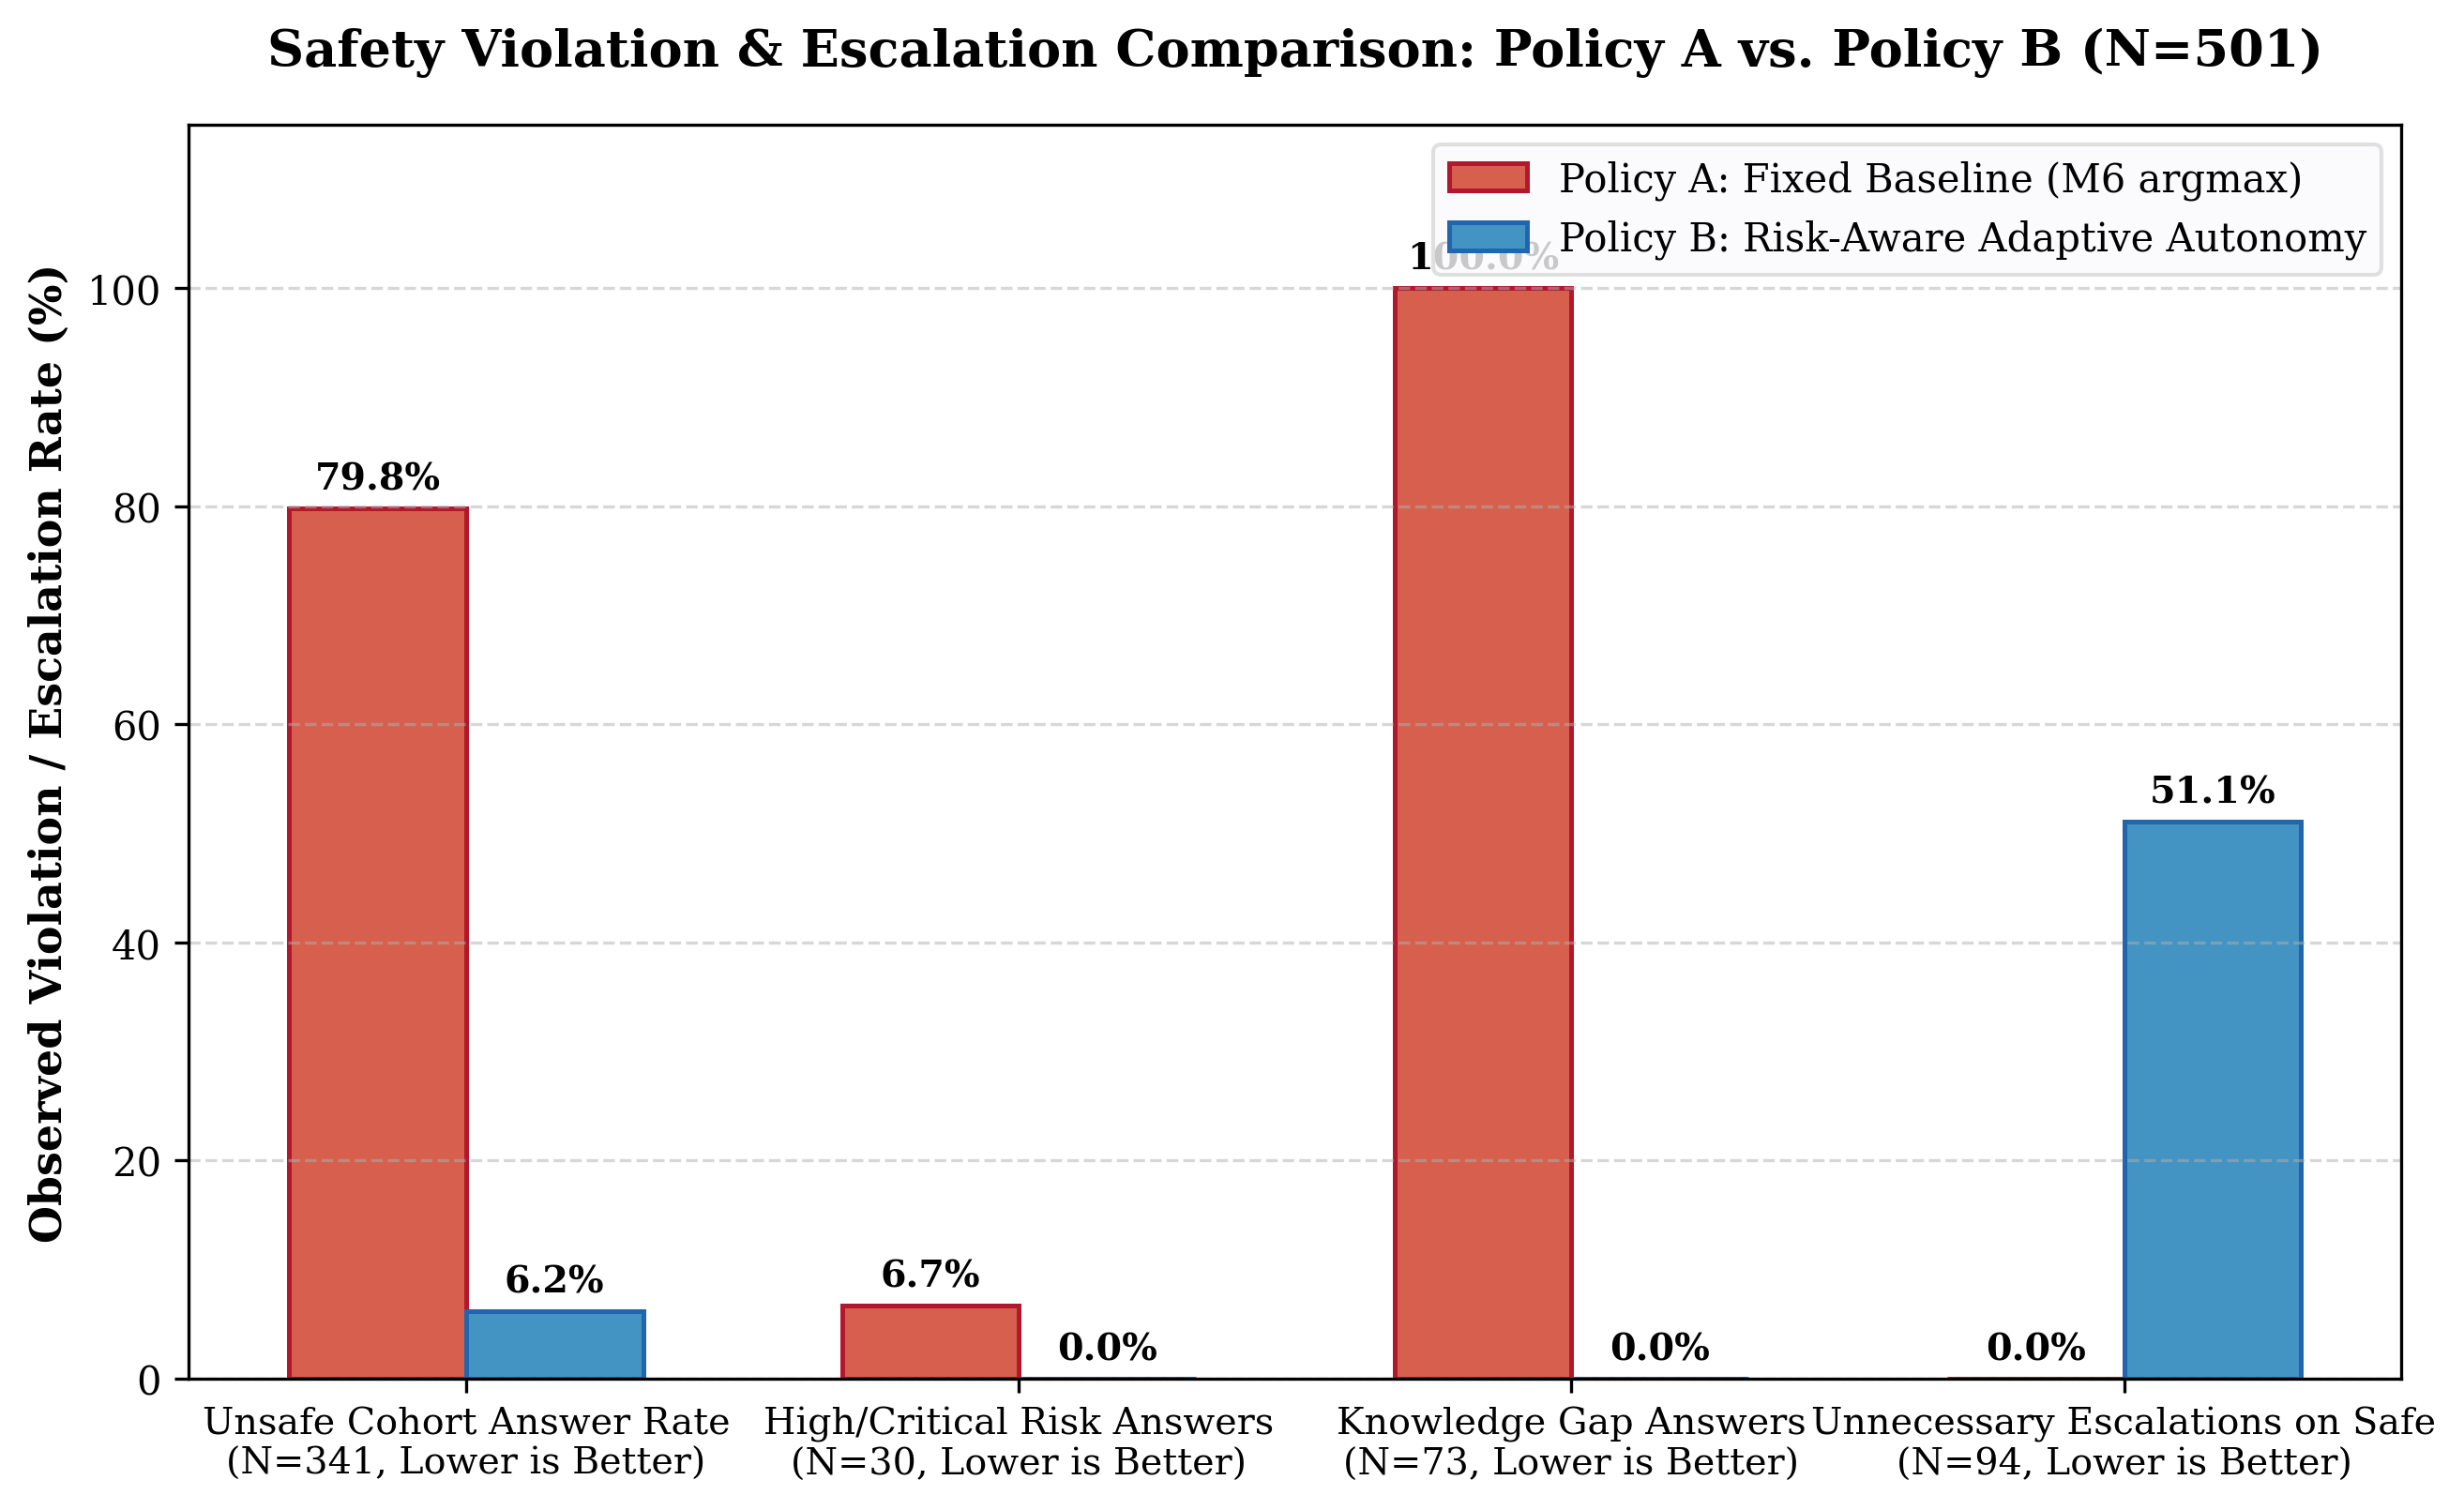 Safety Violation & Escalation Comparison: Policy A vs. Policy B (N=501)
Policy A: Fixed Baseline (M6 argmax)
Policy B: Risk-Aware Adaptive Autonomy
Observed Violation / Escalation Rate (%)
100
80
60
40
20
0
79.8%
6.2%
6.7%
0.0%
100.0%
0.0%
0.0%
51.1%
Unsafe Cohort Answer Rate
(N=341, Lower is Better)
High/Critical Risk Answers
(N=30, Lower is Better)
Knowledge Gap Answers
(N=73, Lower is Better)
Unnecessary Escalations on Safe
(N=94, Lower is Better)